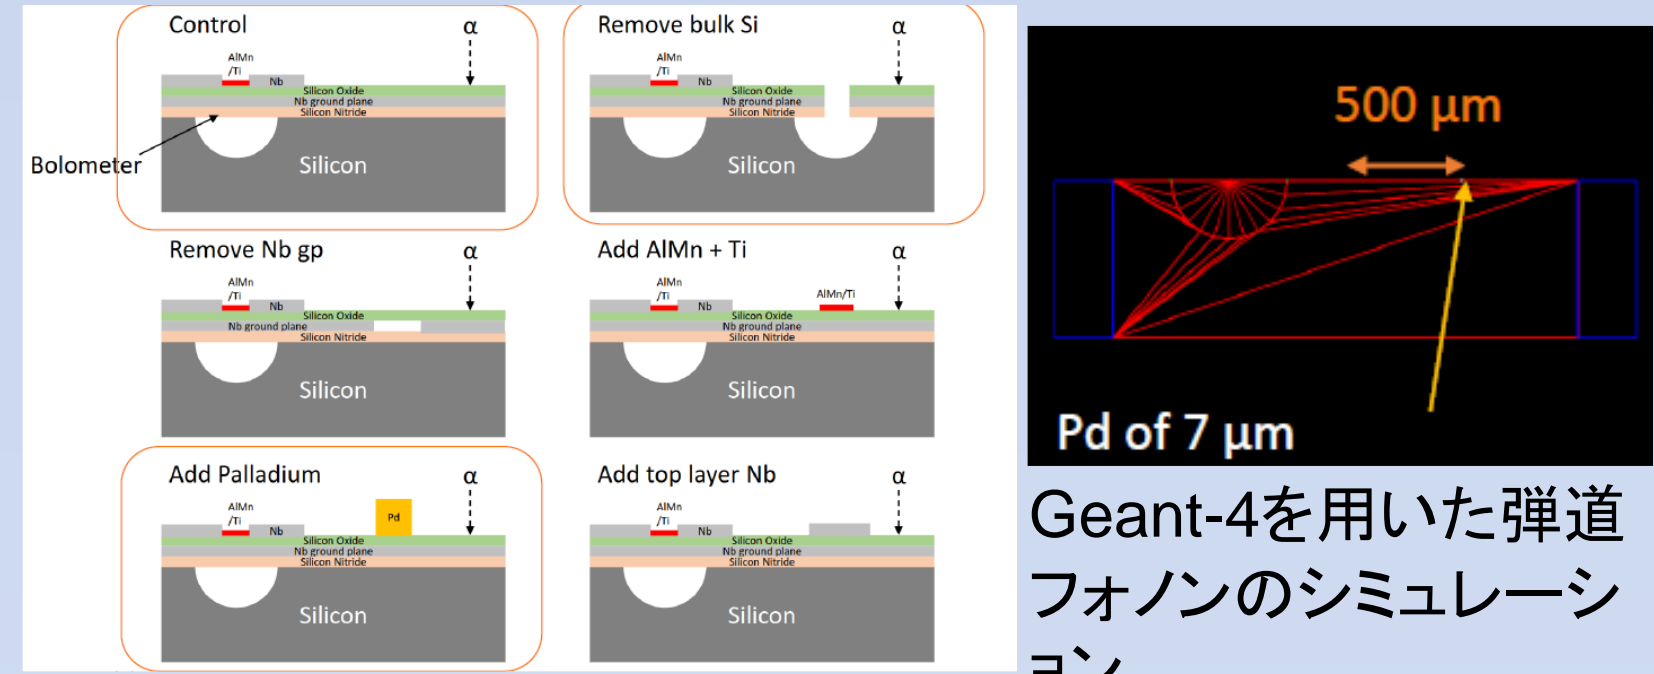 Control
α
AlMn
/Ti
Nb
Silicon Oxide
Nb ground plane
Silicon Nitride
Bolometer
Silicon
Remove bulk Si
α
AlMn
/Ti
Nb
Silicon Oxide
Nb ground plane
Silicon Nitride
Silicon
Remove Nb gp
α
AlMn
/Ti
Nb
Silicon Oxide
Nb ground plane
Silicon Nitride
Silicon
Add AlMn + Ti
α
AlMn
/Ti
Nb
AlMn/Ti
Silicon Oxide
Nb ground plane
Silicon Nitride
Silicon
Add Palladium
α
AlMn
/Ti
Nb
Pd
Silicon Oxide
Nb ground plane
Silicon Nitride
Silicon
Add top layer Nb
α
AlMn
/Ti
Nb
Silicon Oxide
Nb ground plane
Silicon Nitride
Silicon
500 μm
Pd of 7 μm
Geant-4を用いた弾道
フォノンのシミュレーシ
ョン